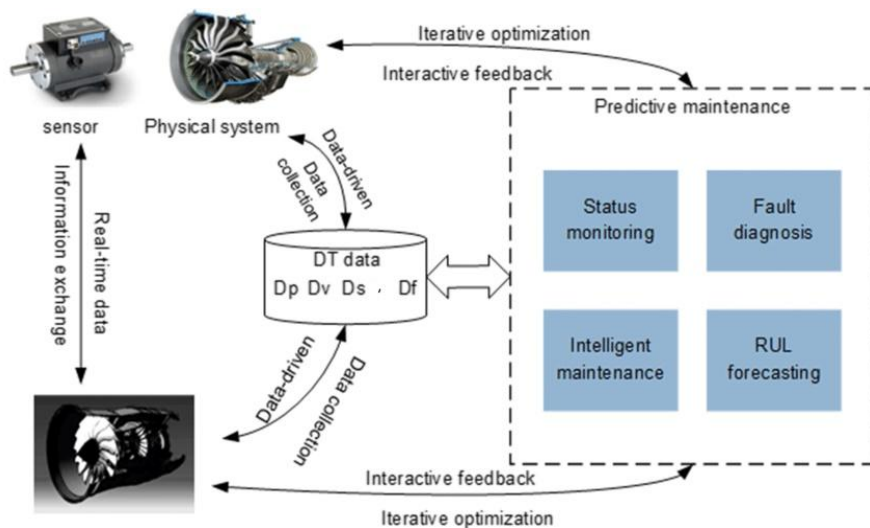 Iterative optimization
Interactive feedback
Predictive maintenance
sensor
Physical system
Data-driven
Data
collection
Real-time data
Information exchange
DT data
Dp Dv Ds , Df
Status
monitoring
Fault
diagnosis
Intelligent
maintenance
RUL
forecasting
Data-driven
Data collection
Interactive feedback
Iterative optimization